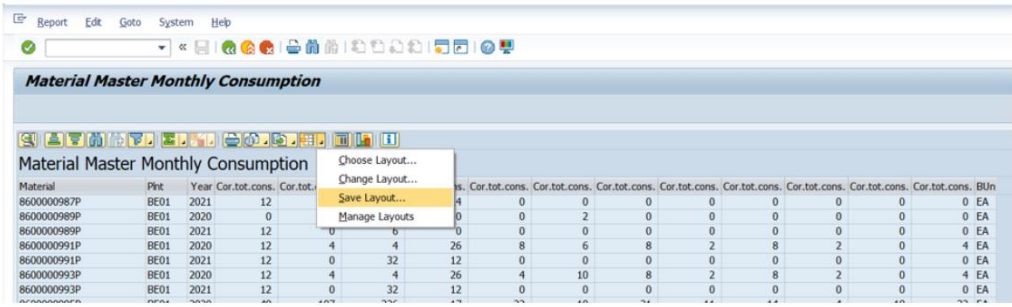 Report Edit Goto System Help
Material Master Monthly Consumption
Material Master Monthly Consumption
Choose Layout...
Change Layout...
Save Layout...
Manage Layouts
Material Plnt Year Cor.tot.cons. Cor.tot. s. Cor.tot.cons. Cor.tot.cons. Cor.tot.cons. Cor.tot.cons. Cor.tot.cons. Cor.tot.cons. Cor.tot.cons. Cor.tot.cons. BUn
8600000987P BE01 2021 12 4 0 0 0 0 0 0 0 0 EA
8600000989P BE01 2020 0 0 0 2 0 0 0 0 0 0 EA
8600000989P BE01 2021 12 0 6 0 0 0 0 0 0 0 0 0 EA
8600000991P BE01 2020 12 4 4 26 8 6 8 2 8 2 0 4 EA
8600000991P BE01 2021 12 0 32 12 0 0 0 0 0 0 0 0 EA
8600000993P BE01 2020 12 4 4 26 4 10 8 2 8 2 0 4 EA
8600000993P BE01 2021 12 0 32 12 0 0 0 0 0 0 0 0 EA